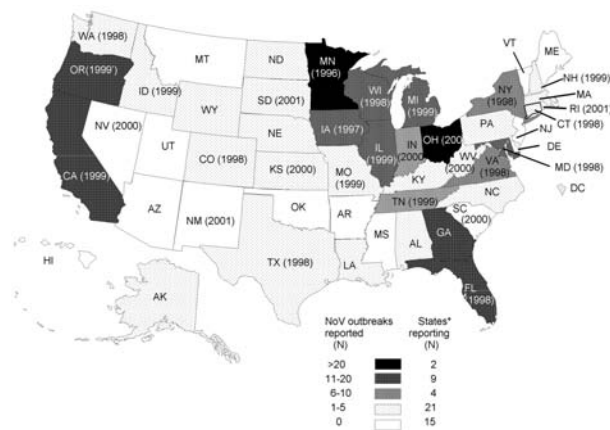 WA (1998)
MT
ND
MN
(1996)
VT
ME
OR(1999')
ID (1999)
SD (2001)
WI
(1998)
MI
(1999)
NY
(1998)
NH (1999)
MA
RI (2001)
CT (1998)
WY
NE
IA (1997)
PA
NJ
NV (2000)
UT
CO (1998)
KS (2000)
MO
(1999)
IL
(1999)
IN
(2000)
OH (200
WV
(2000)
VA
(1998)
DE
MD (1998)
DC
CA (1999)
KY
TN (1999)
NC
AZ
NM (2001)
OK
AR
SC
(2000)
MS
AL
GA
TX (1998)
LA
FL
(1998)
HI
AK
NoV outbreaks
reported
(N)
States*
reporting
(N)
>20 2
11-20 9
6-10 4
1-5 21
0 15